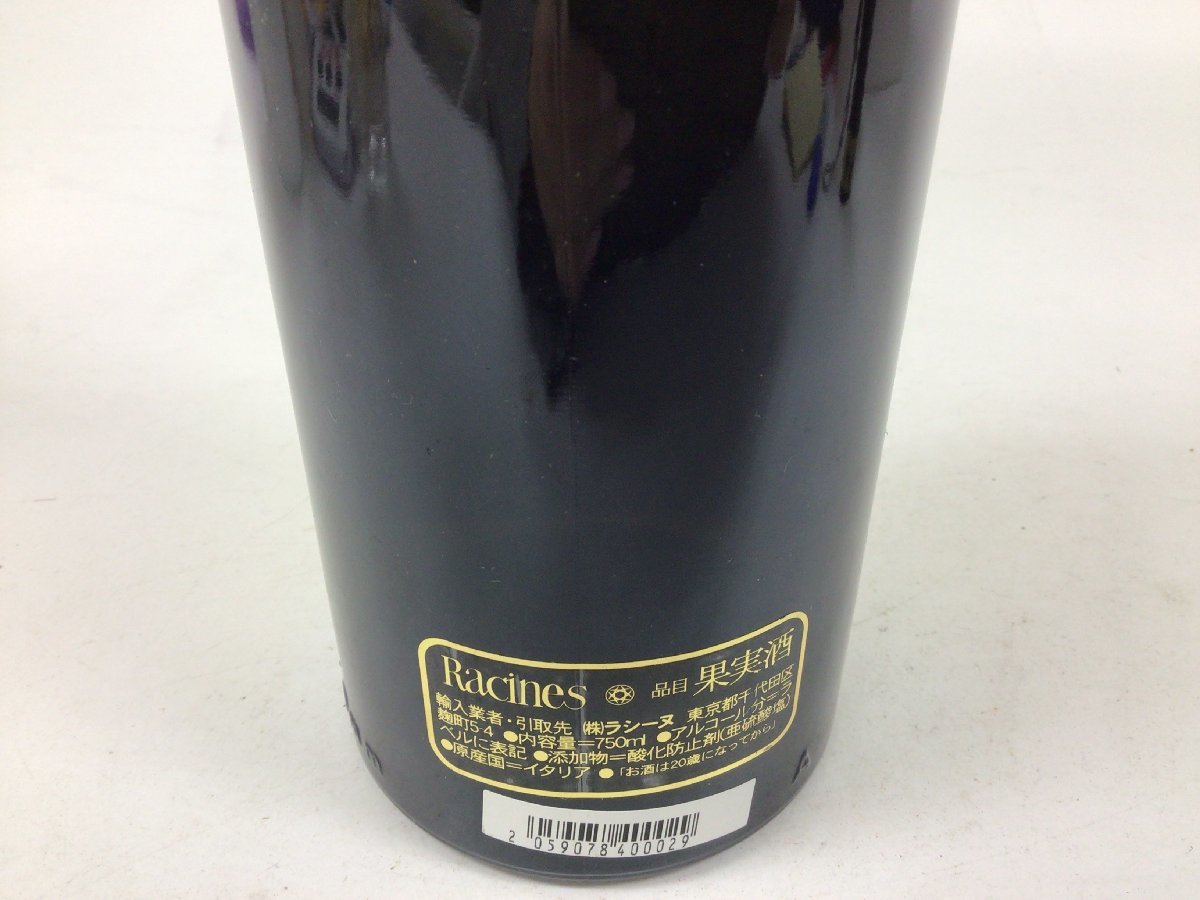 Racines 品目 果実酒
輸入業者・引取先 (株)ラシーヌ 東京都千代田区
麹町5-4 ●内容量=750ml ●アルコール分=ラ
ベルに表記 ●添加物=酸化防止剤(亜硫酸塩)
●原産国=イタリア ●「お酒は20歳になってから」
2 059078 400029
A